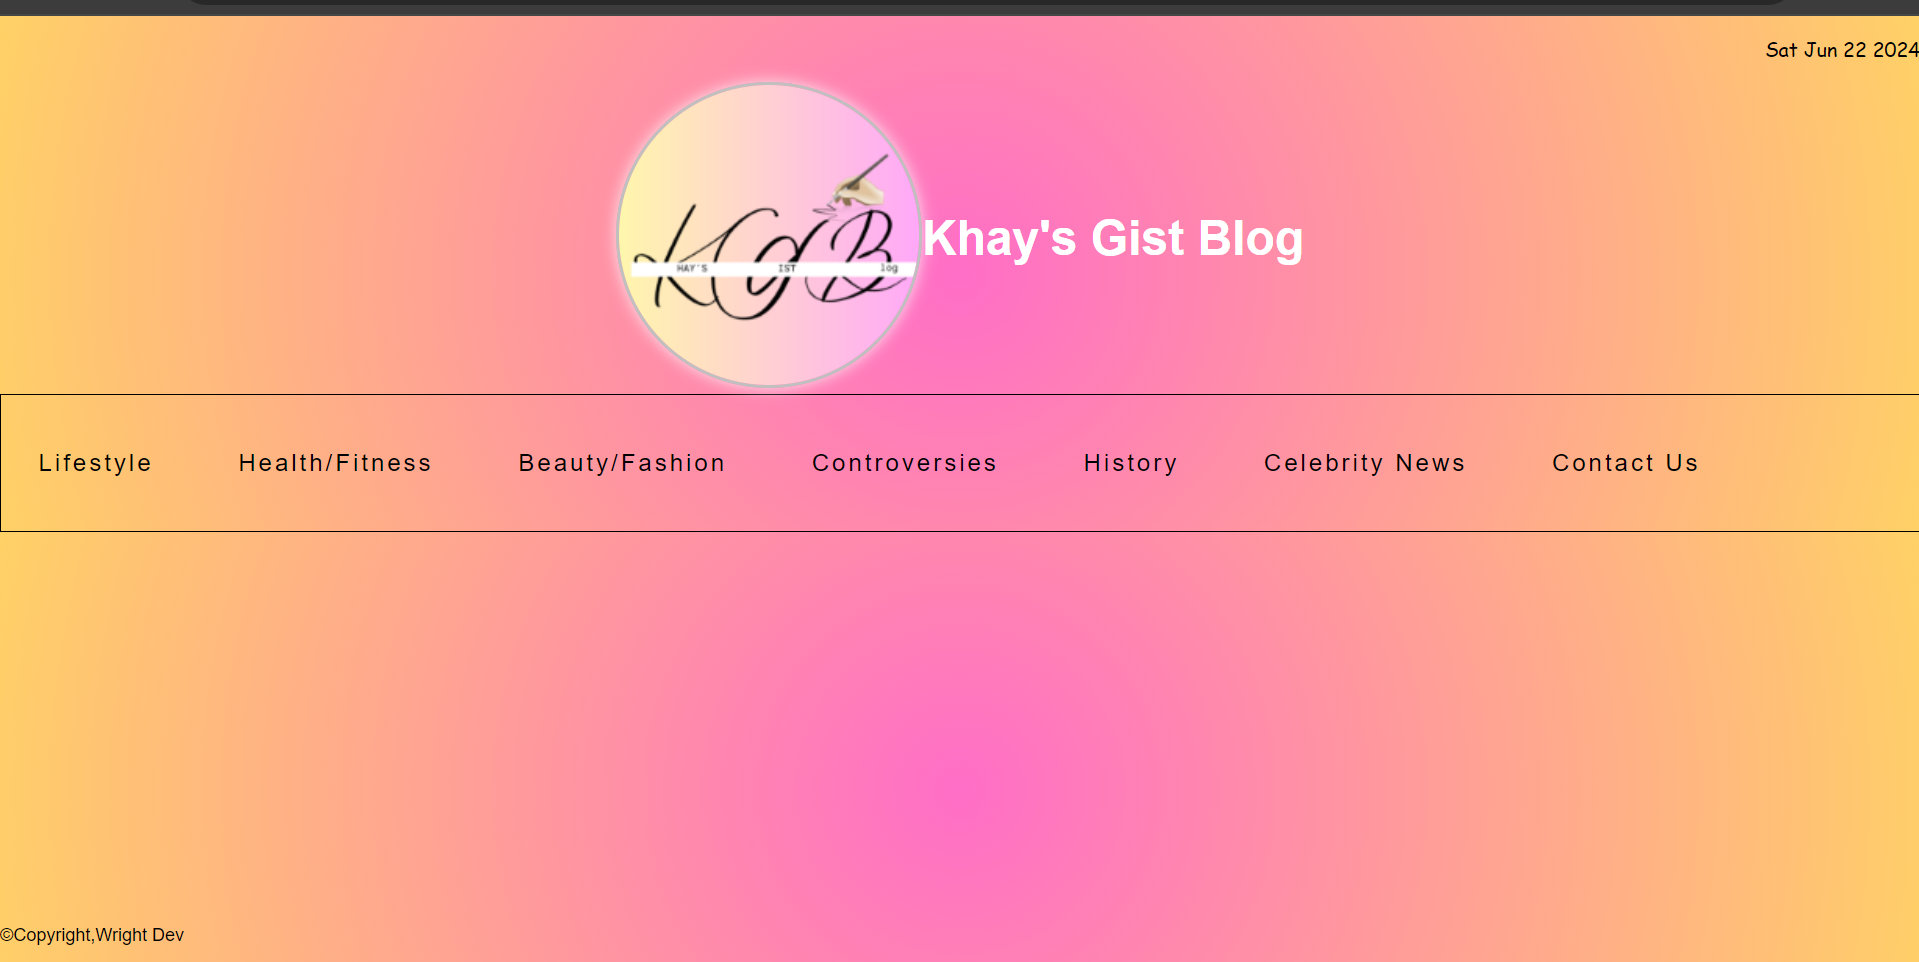 Sat Jun 22 2024
KGB
HAY'S IST log
Khay's Gist Blog
Lifestyle Health/Fitness Beauty/Fashion Controversies History Celebrity News Contact Us
©Copyright,Wright Dev